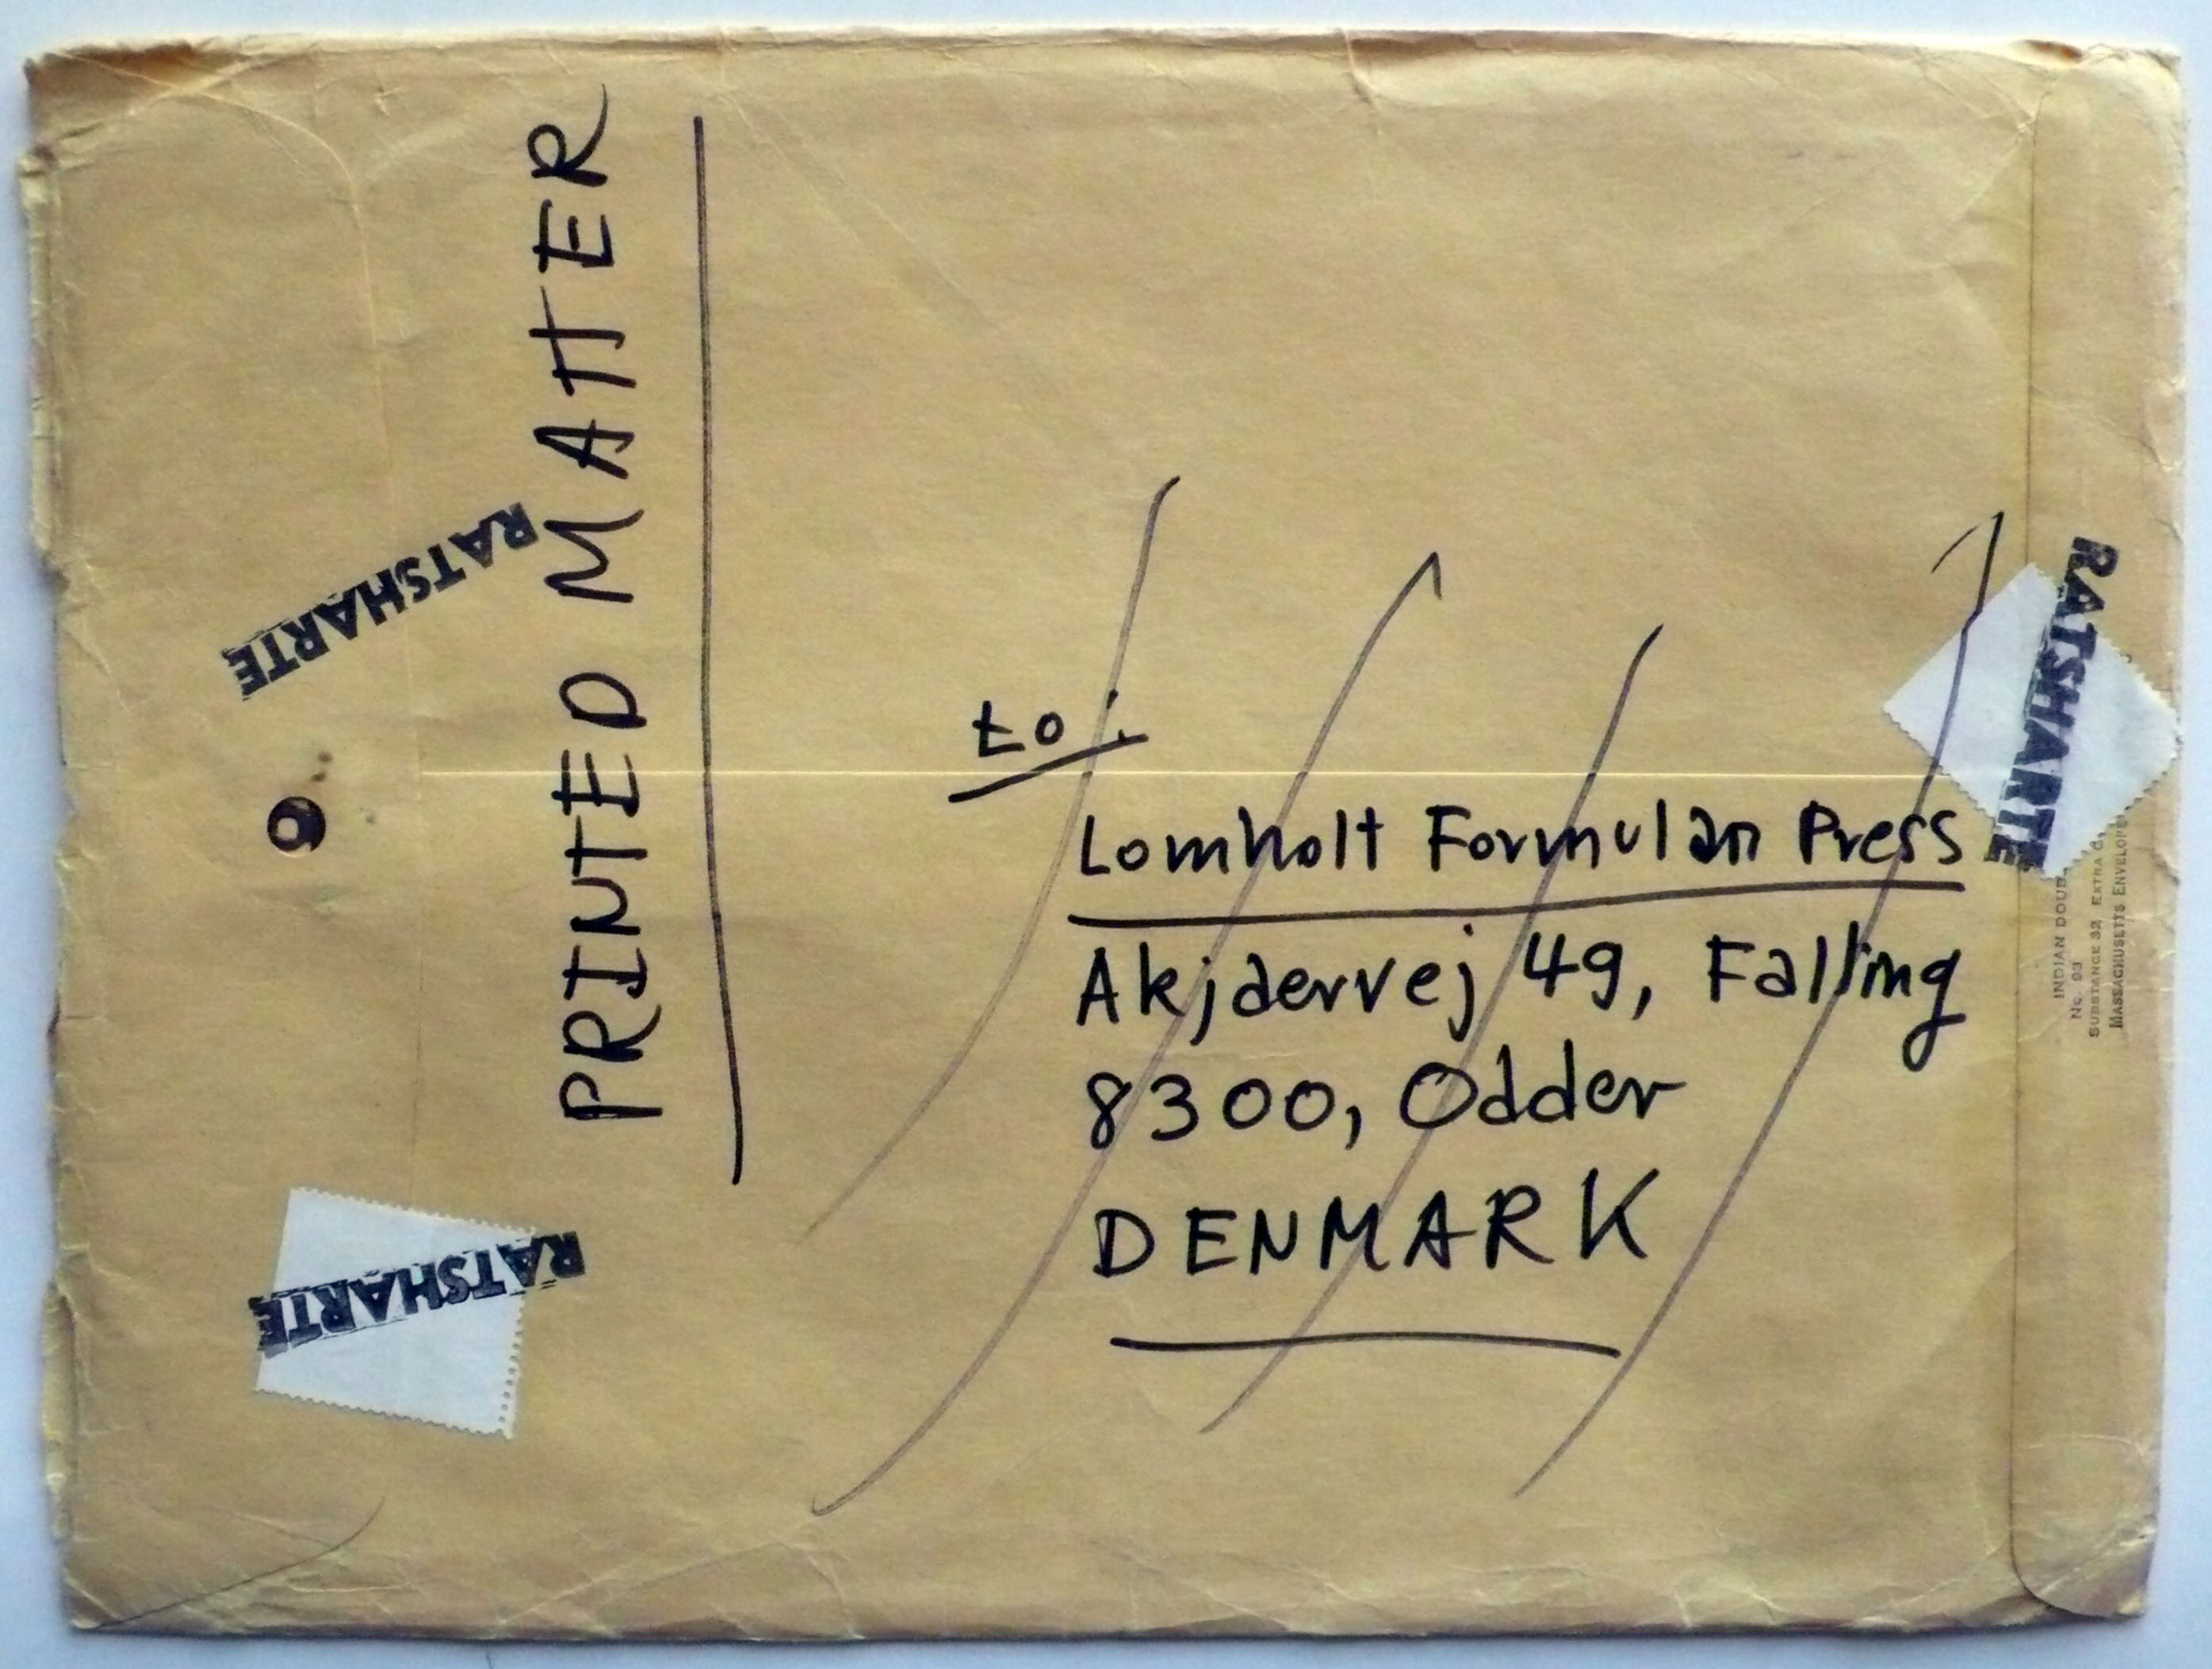 PRINTED MATTER
RATSHARTE
RATSHARTE
to:
Lomholt Formular Press
Akjdervej 49, Falling
8300, Odder
DENMARK
RATSHARTE
INDIAN
No. 93
SUBSTANCE 32 EXTRA
MASSACHUSETTS ENVELOPE